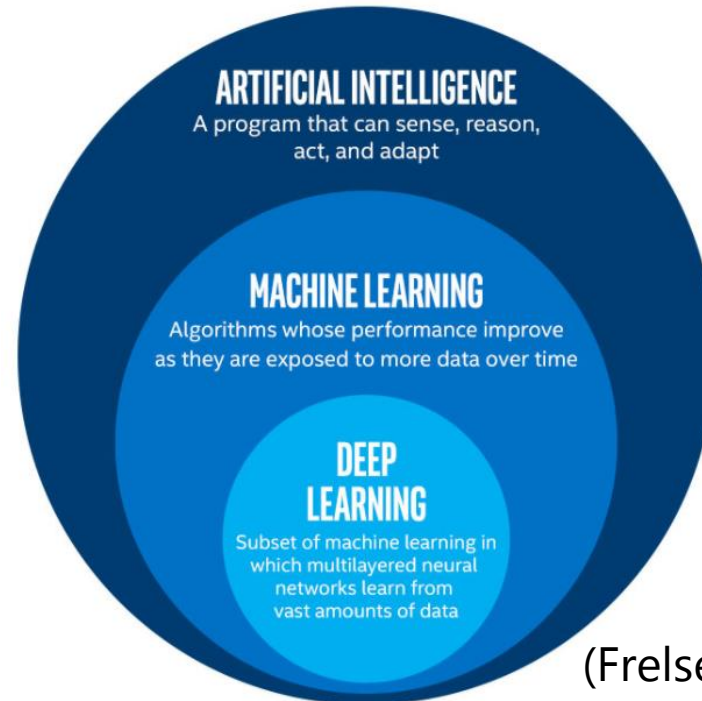 ARTIFICIAL INTELLIGENCE
A program that can sense, reason,
act, and adapt
MACHINE LEARNING
Algorithms whose performance improve
as they are exposed to more data over time
DEEP
LEARNING
Subset of machine learning in
which multilayered neural
networks learn from
vast amounts of data